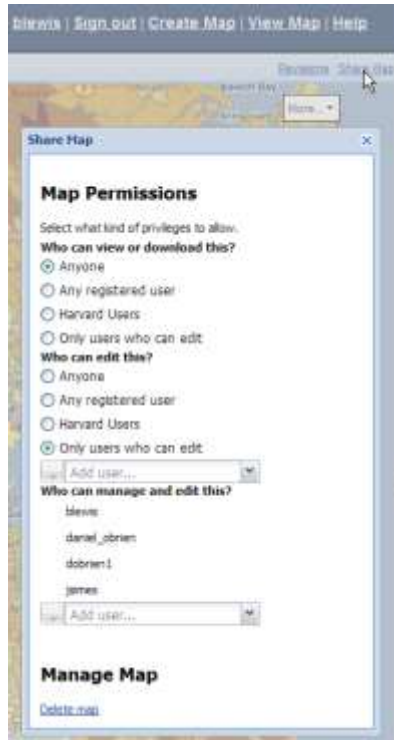 blewis | Sign out | Create Map | View Map | Help
Revisions Share Map
More...
Share Map
Map Permissions
Select what kind of privileges to allow.
Who can view or download this?
Anyone
Any registered user
Harvard Users
Only users who can edit
Who can edit this?
Anyone
Any registered user
Harvard Users
Only users who can edit
Add user...
Who can manage and edit this?
blewis
daniel_obrien
dobrien1
james
Add user...
Manage Map
Delete map